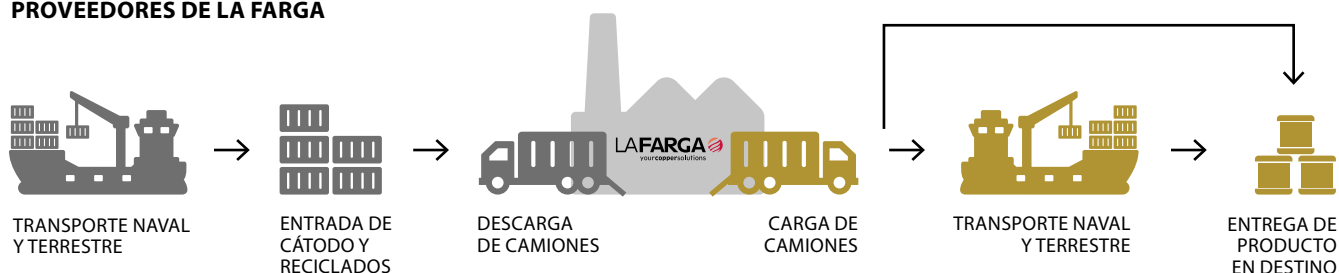 PROVEEDORES DE LA FARGA
LAFARGA
yourcoppersolutions
TRANSPORTE NAVAL
Y TERRESTRE
ENTRADA DE
CÁTODO Y
RECICLADOS
DESCARGA
DE CAMIONES
CARGA DE
CAMIONES
TRANSPORTE NAVAL
Y TERRESTRE
ENTREGA DE
PRODUCTO
EN DESTINO